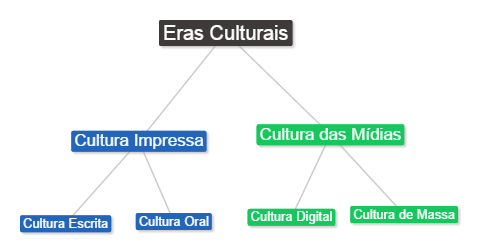 Eras Culturais
Cultura Impressa
Cultura das Mídias
Cultura Escrita
Cultura Oral
Cultura Digital
Cultura de Massa